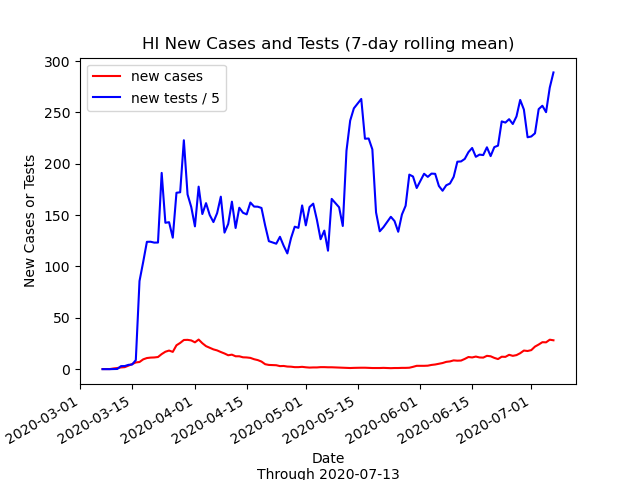 HI New Cases and Tests (7-day rolling mean)
new cases
new tests / 5
New Cases or Tests
300
250
200
150
100
50
0
2020-03-01
2020-03-15
2020-04-01
2020-04-15
2020-05-01
2020-05-15
2020-06-01
2020-06-15
2020-07-01
Date
Through 2020-07-13